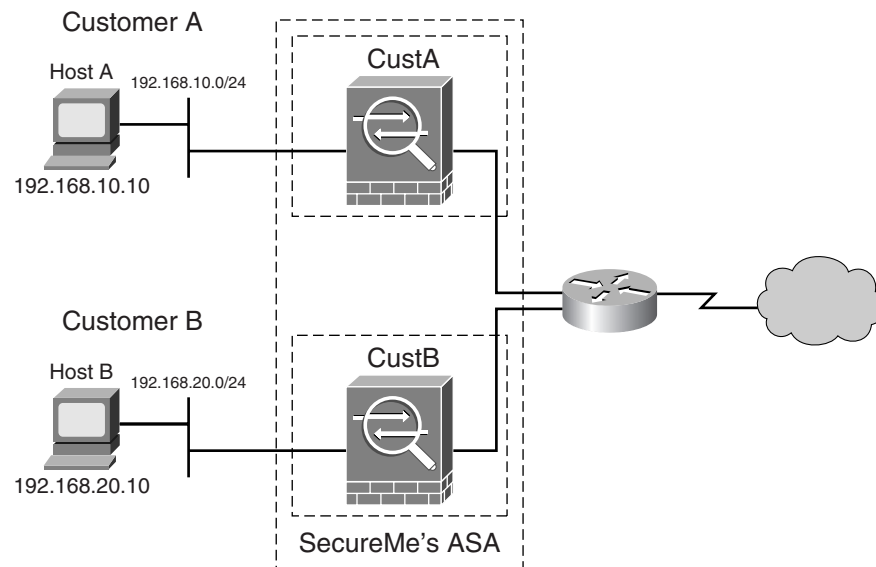 Customer A
Host A
192.168.10.0/24
192.168.10.10
CustA
Customer B
Host B
192.168.20.0/24
192.168.20.10
CustB
SecureMe's ASA